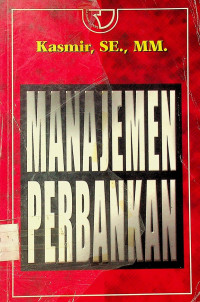 Kasmir, SE., MM.
MANAJEMEN
PERBANKAN